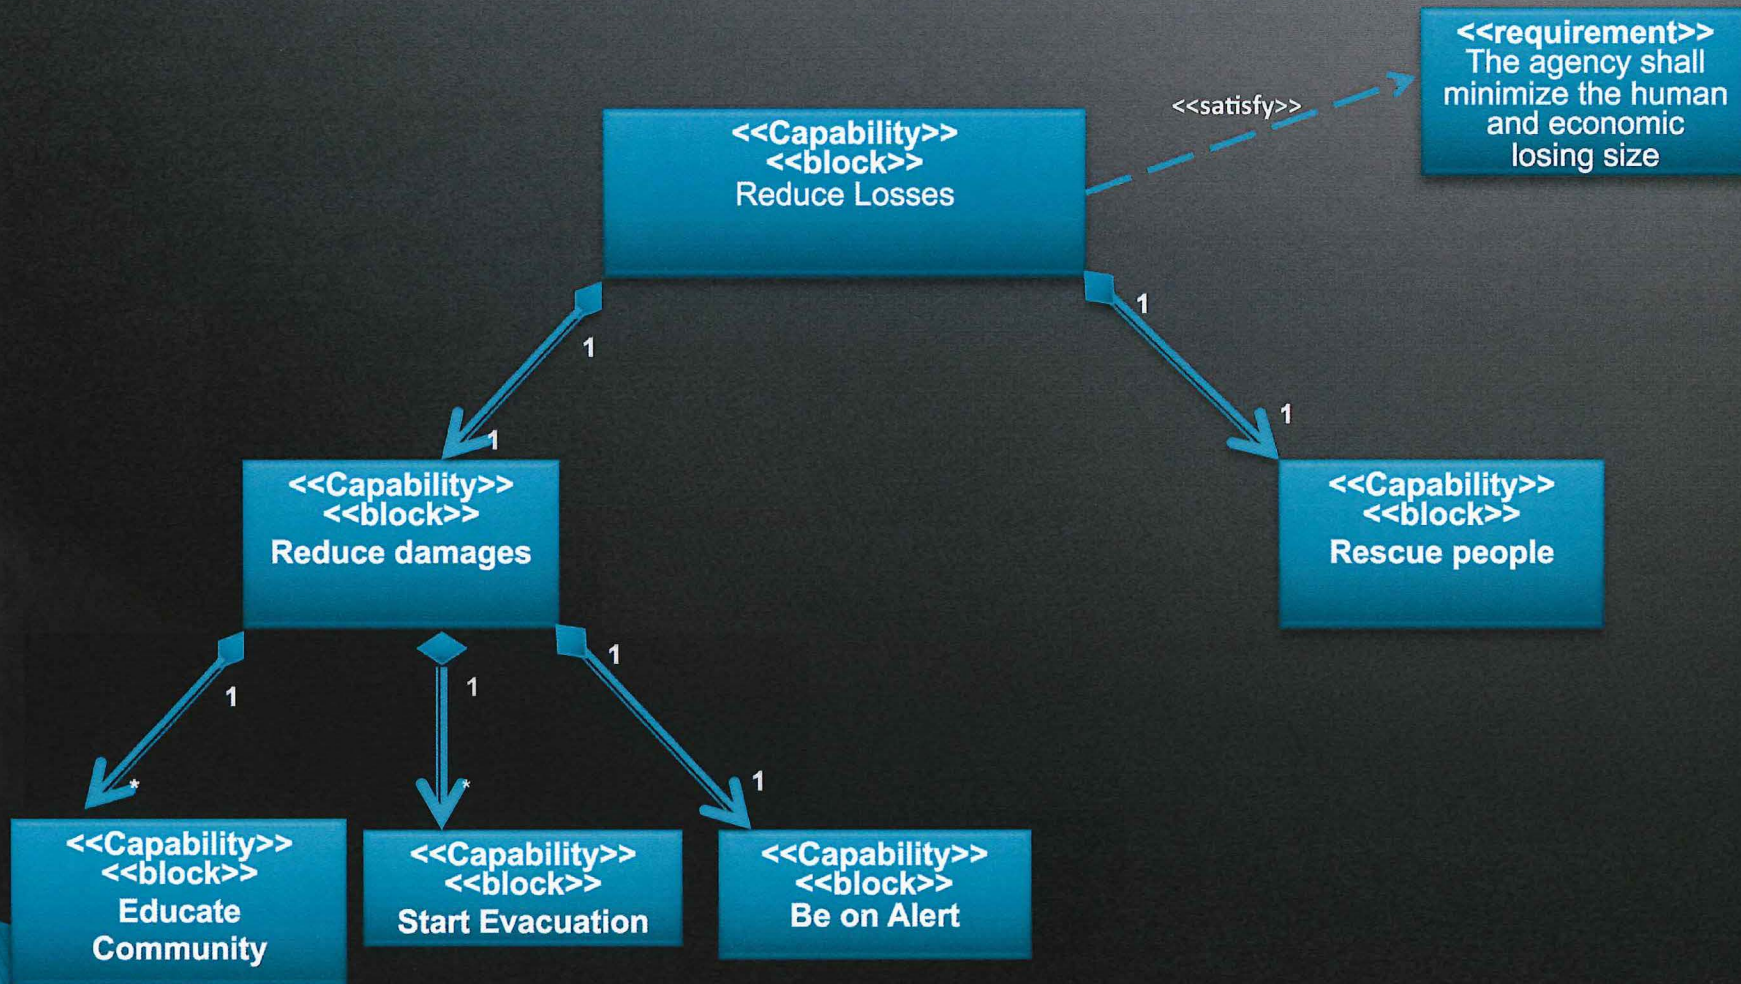 <<requirement>>
The agency shall
minimize the human
and economic
losing size
<<satisfy>>
<<Capability>>
<<block>>
Reduce Losses
1
1
1
1
<<Capability>>
<<block>>
Reduce damages
<<Capability>>
<<block>>
Rescue people
1
1
1
*
*
1
<<Capability>>
<<block>>
Educate
Community
<<Capability>>
<<block>>
Start Evacuation
<<Capability>>
<<block>>
Be on Alert